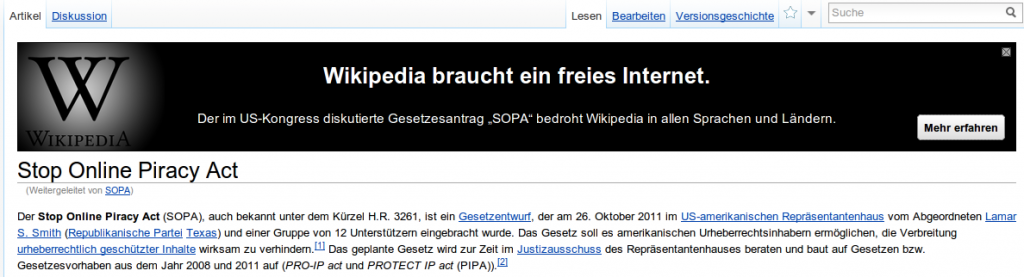 Artikel Diskussion Lesen Bearbeiten Versionsgeschichte Suche
W
WIKIPEDIA
Wikipedia braucht ein freies Internet.
Der im US-Kongress diskutierte Gesetzesantrag „SOPA“ bedroht Wikipedia in allen Sprachen und Ländern.
Mehr erfahren
Stop Online Piracy Act
(Weitergeleitet von SOPA)
Der Stop Online Piracy Act (SOPA), auch bekannt unter dem Kürzel H.R. 3261, ist ein Gesetzentwurf, der am 26. Oktober 2011 im US-amerikanischen Repräsentantenhaus vom Abgeordneten Lamar
S. Smith (Republikanische Partei Texas) und einer Gruppe von 12 Unterstützern eingebracht wurde. Das Gesetz soll es amerikanischen Urheberrechtsinhabern ermöglichen, die Verbreitung
urheberrechtlich geschützter Inhalte wirksam zu verhindern.[1] Das geplante Gesetz wird zur Zeit im Justizausschuss des Repräsentantenhauses beraten und baut auf Gesetzen bzw.
Gesetzesvorhaben aus dem Jahr 2008 und 2011 auf (PRO-IP act und PROTECT IP act (PIPA)).[2]